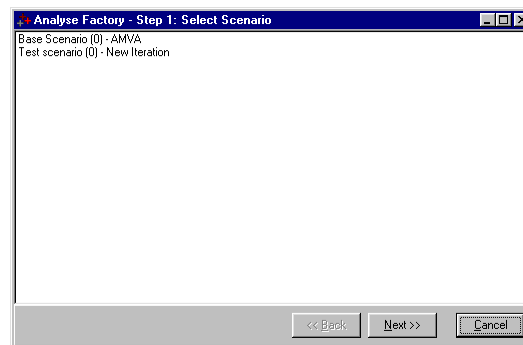 Analyse Factory - Step 1: Select Scenario
Base Scenario (0) - AMVA
Test scenario (0) - New Iteration
<< Back
Next >>
Cancel